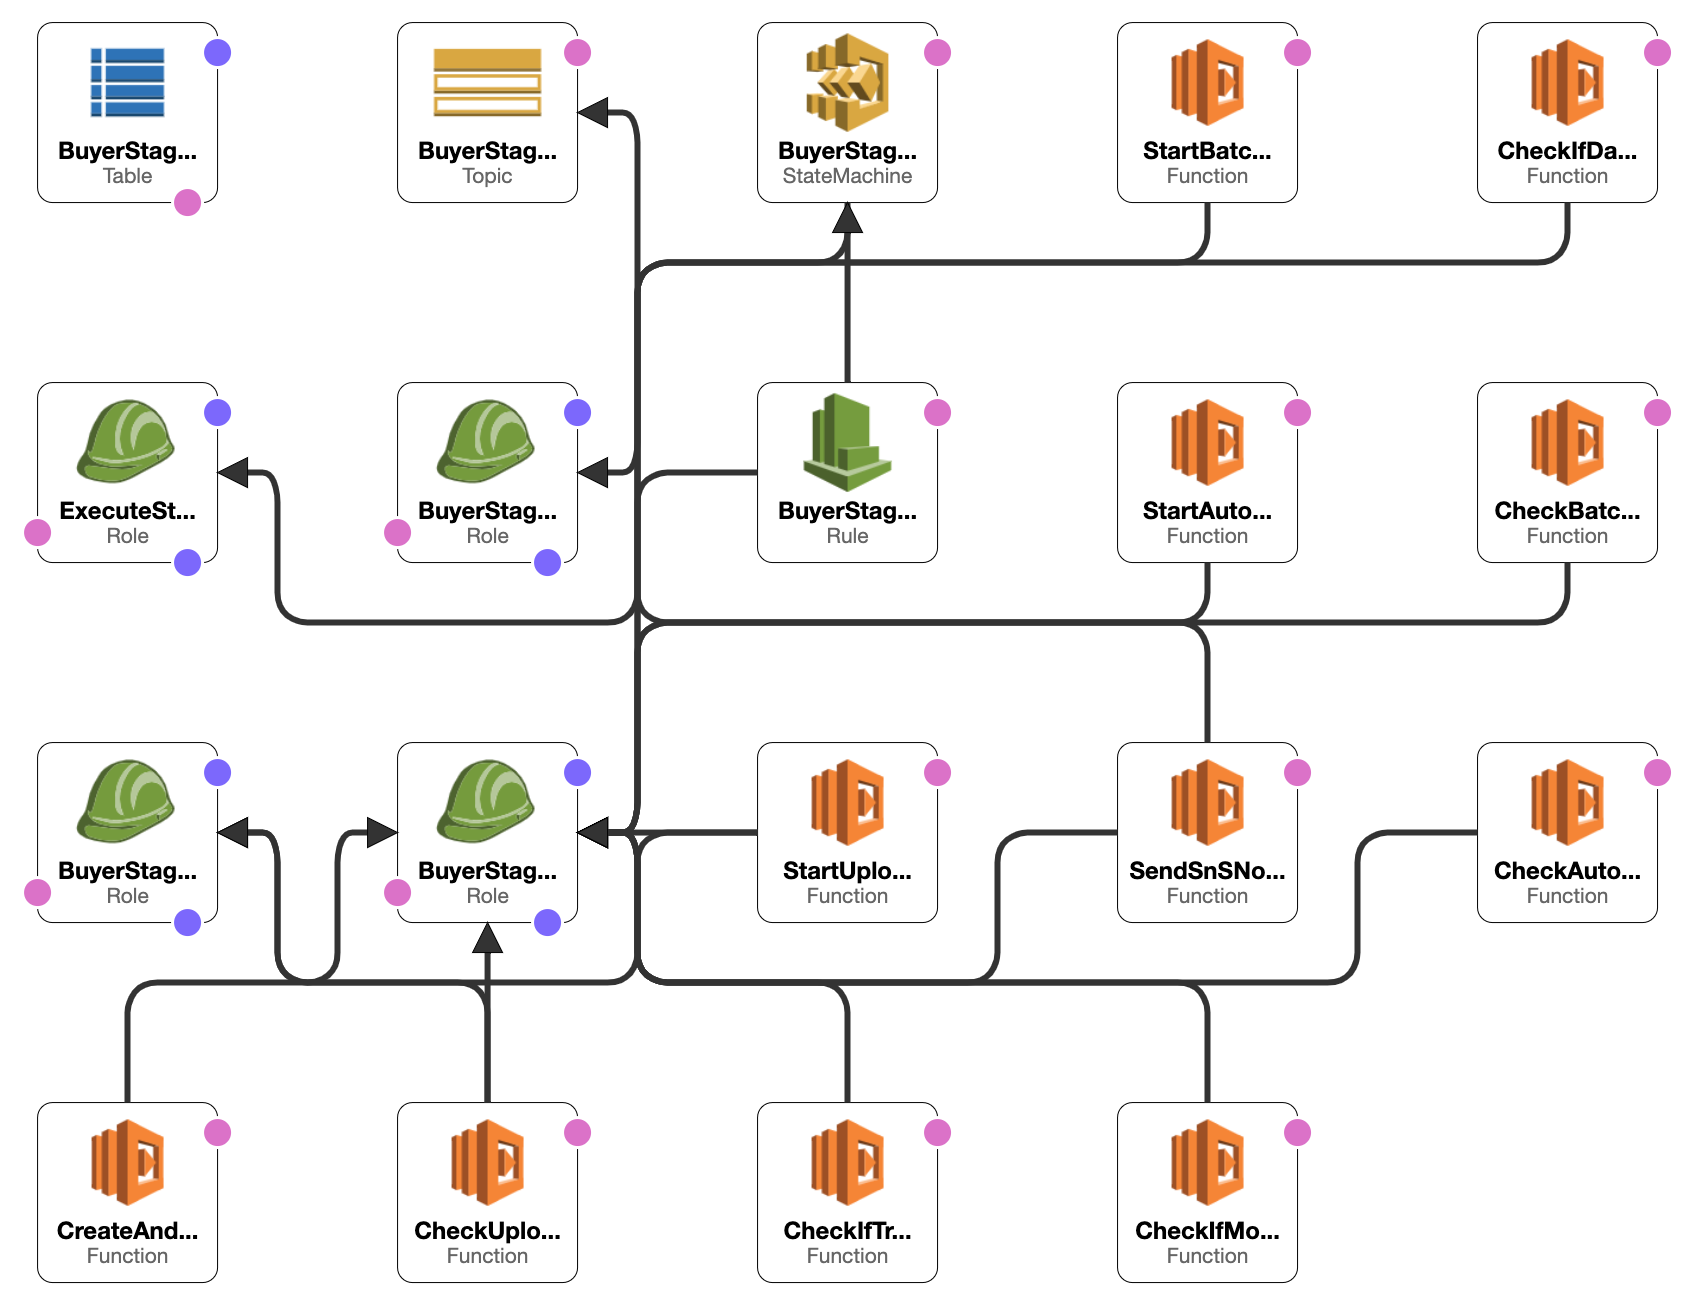 BuyerStag...
Table
BuyerStag...
Topic
BuyerStag...
StateMachine
StartBatc...
Function
CheckIfDa...
Function
ExecuteSt...
Role
BuyerStag...
Role
BuyerStag...
Rule
StartAuto...
Function
CheckBatc...
Function
BuyerStag...
Role
BuyerStag...
Role
StartUplo...
Function
SendSnSNo...
Function
CheckAuto...
Function
CreateAnd...
Function
CheckUplo...
Function
CheckIfTr...
Function
CheckIfMo...
Function